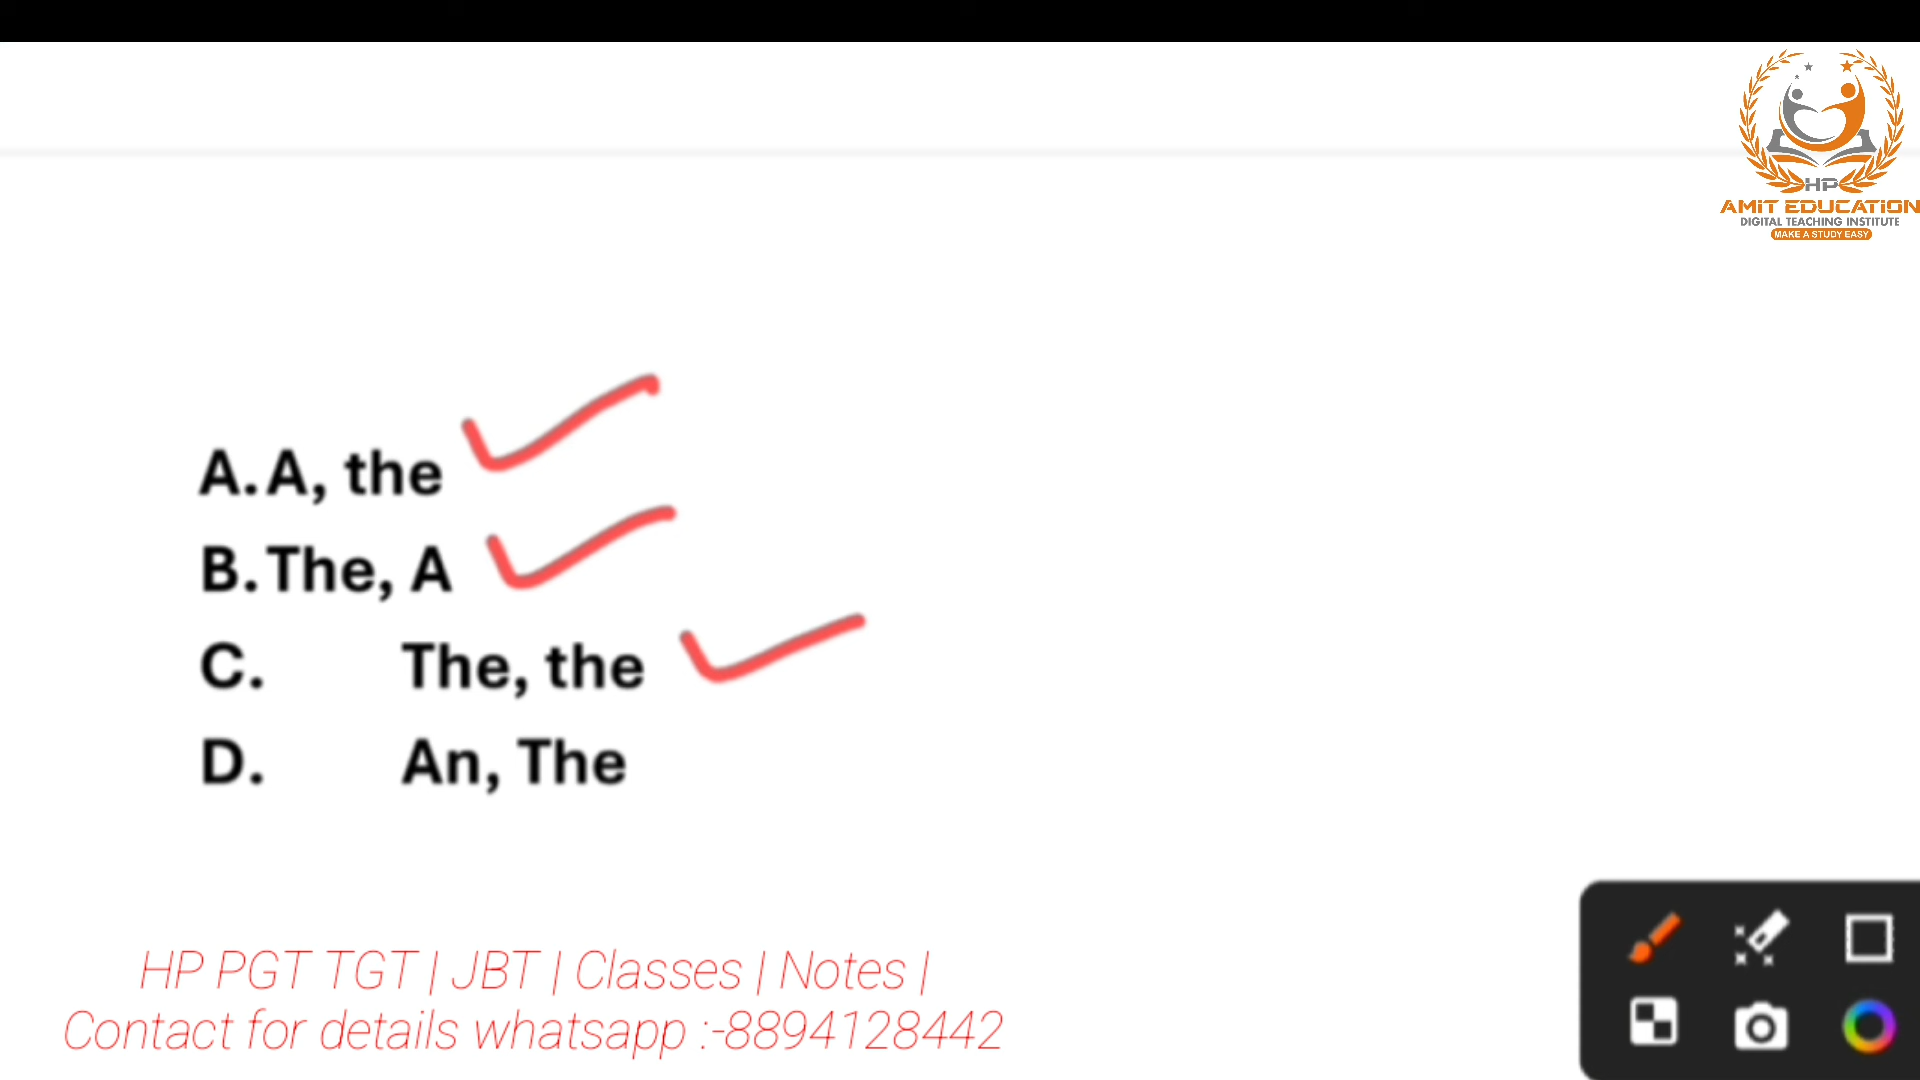 HP
AMIT EDUCATION
DIGITAL TEACHING INSTITUTE
MAKE A STUDY EASY
A. A, the
B. The, A
C. The, the
D. An, The
HP PGT TGT | JBT | Classes | Notes |
Contact for details whatsapp :-8894128442